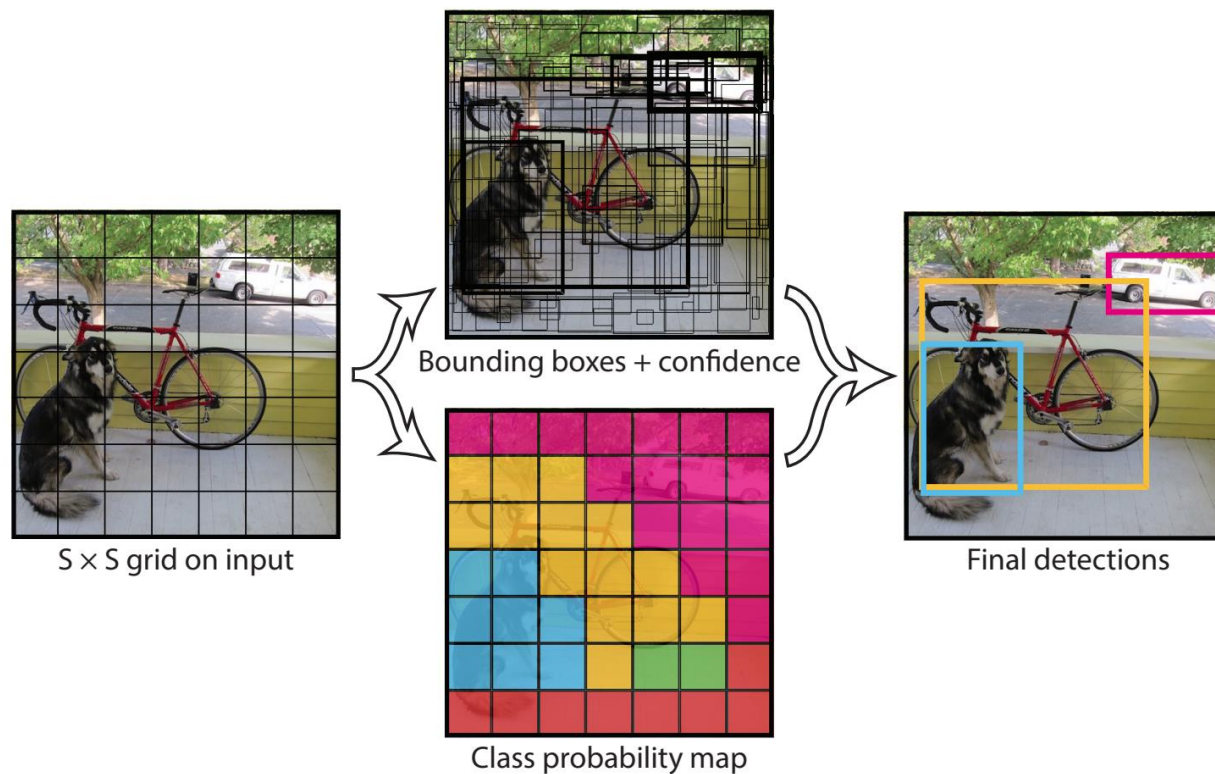 Bounding boxes + confidence
S × S grid on input
Final detections
Class probability map